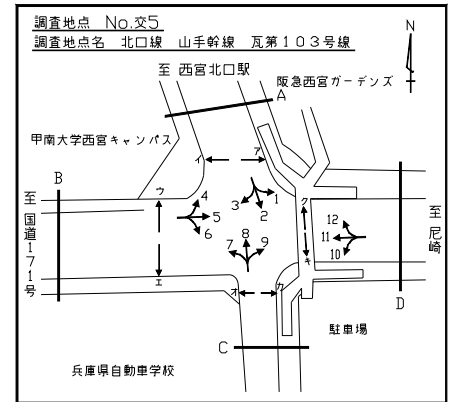 調査地点 No.交5
調査地点名 北口線 山手幹線 瓦第103号線
N
至 西宮北口駅
阪急西宮ガーデンズ
A
甲南大学西宮キャンパス
B
イ
ア
ウ
ク
4
1
3
2
5
6
至国道171号
至尼崎
12
11
10
8
7
9
エ
オ
カ
キ
D
駐車場
C
兵庫県自動車学校